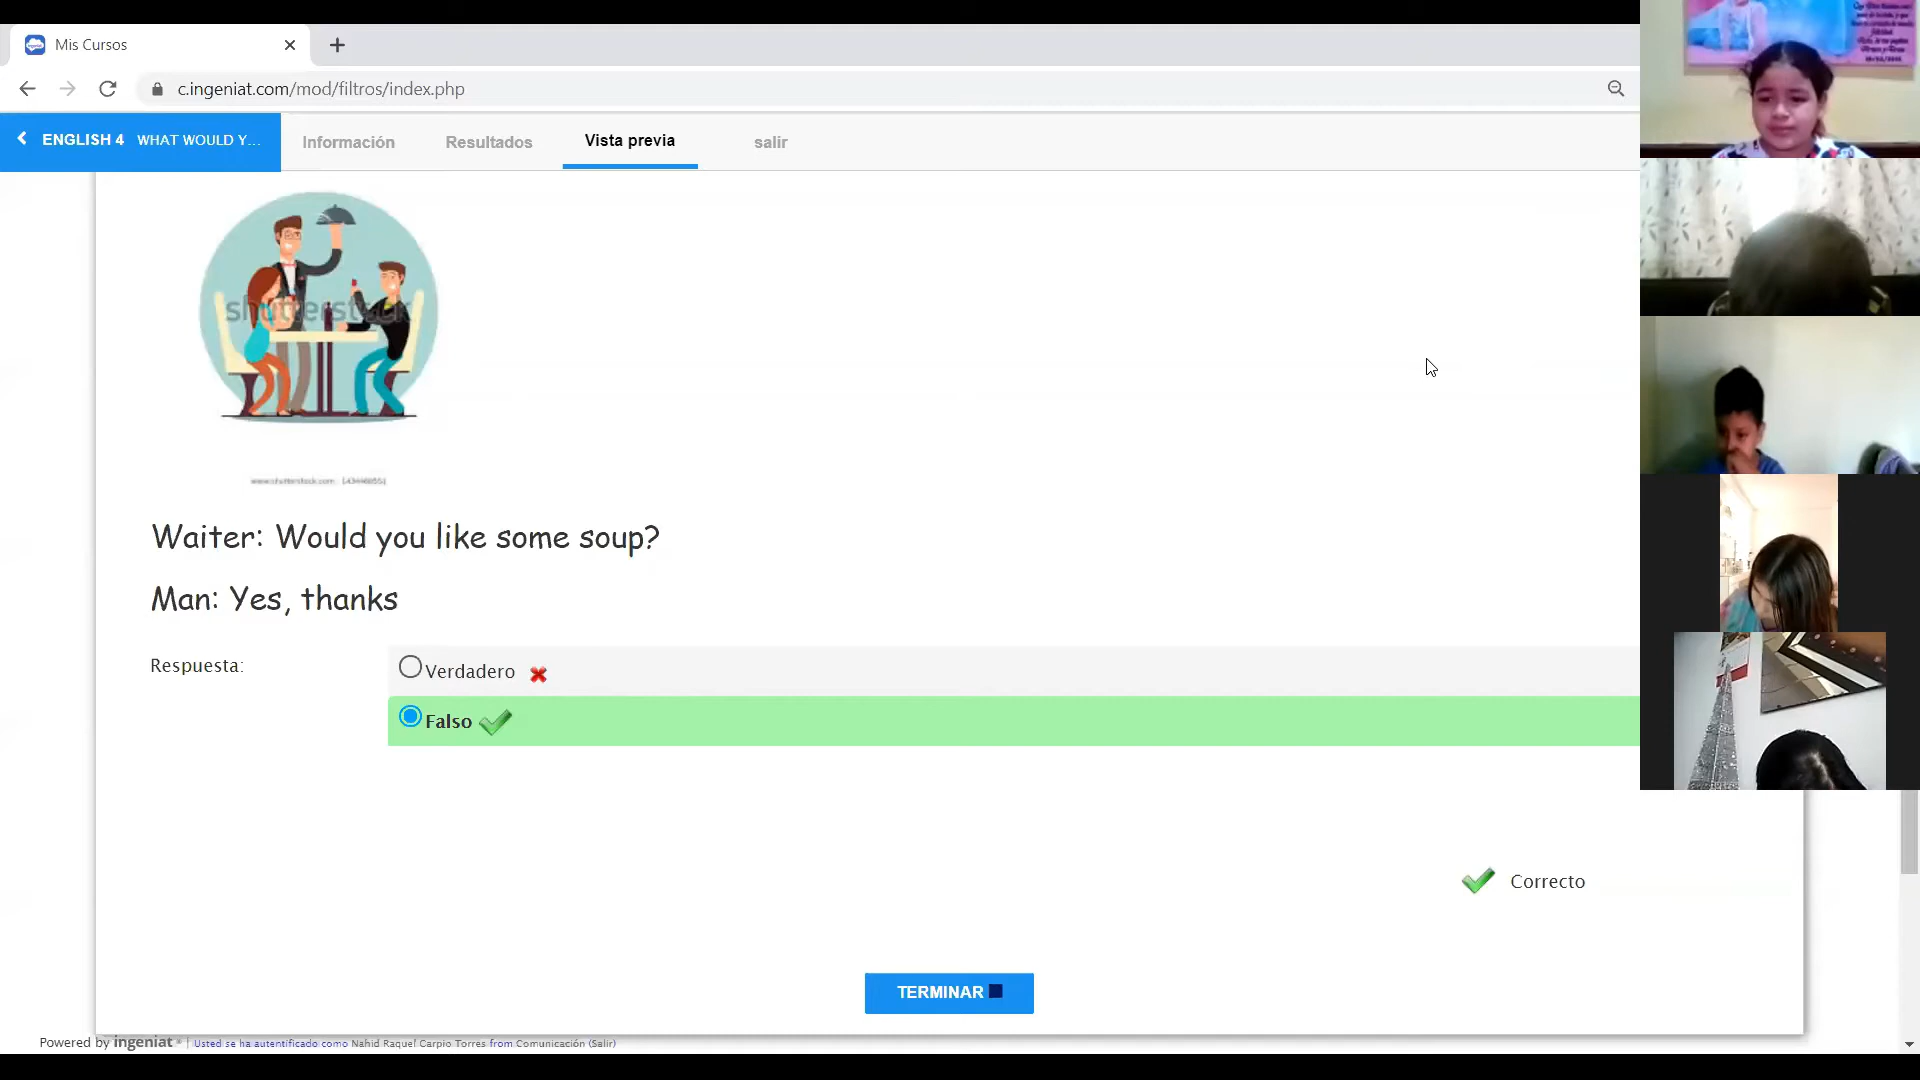 Mis Cursos
c.ingeniat.com/mod/filtros/index.php
ENGLISH 4 WHAT WOULD Y...
Información
Resultados
Vista previa
salir
shutterstock
Waiter: Would you like some soup?
Man: Yes, thanks
Respuesta:
Verdadero
Falso
Correcto
TERMINAR
Powered by ingeniat | Usted se ha autentificado como Nahid Raquel Carpio Torres from Comunicación (Salir)